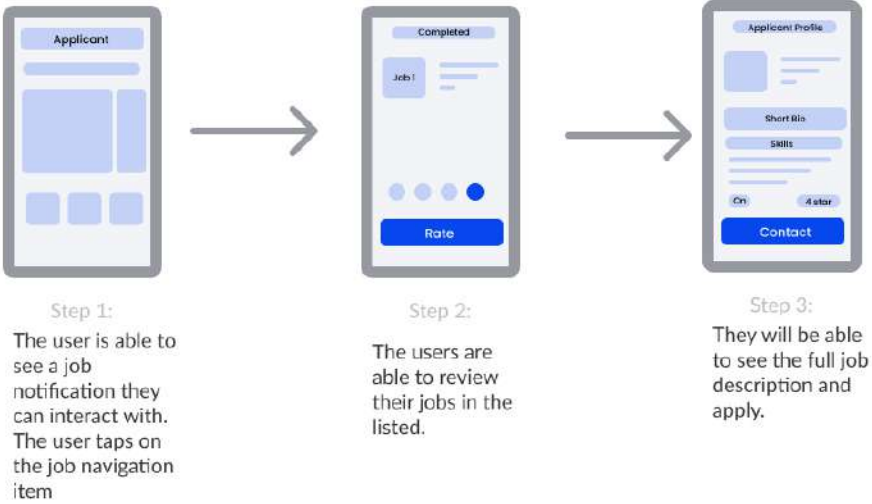 Applicant
Completed
Job 1
Rate
Applicant Profile
Short Bio
Skills
On
4 star
Contact
Step 1:
The user is able to
see a job
notification they
can interact with.
The user taps on
the job navigation
item
Step 2:
The users are
able to review
their jobs in the
listed.
Step 3:
They will be able
to see the full job
description and
apply.